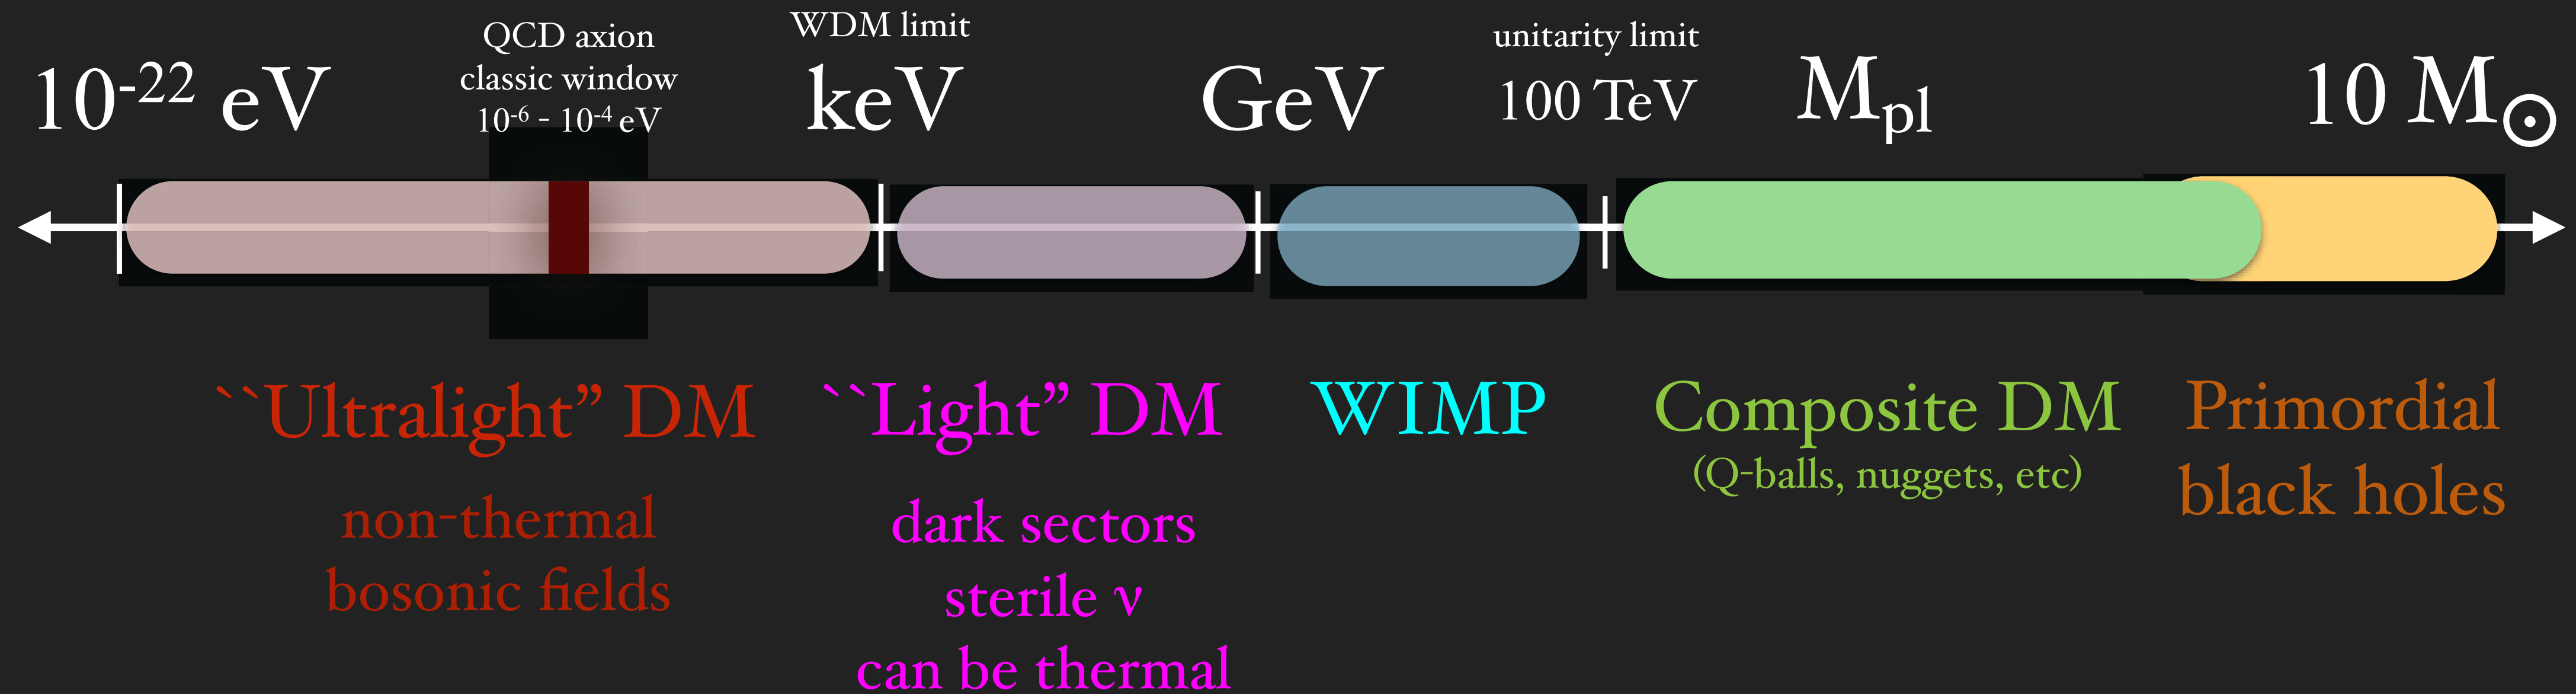 10-22 eV
QCD axion
classic window
10-6 - 10-4 eV
WDM limit
keV
GeV
unitarity limit
100 TeV
Mpl
10 M☉
``Ultralight” DM
non-thermal
bosonic fields
``Light” DM
dark sectors
sterile ν
can be thermal
WIMP
Composite DM
(Q-balls, nuggets, etc)
Primordial
black holes